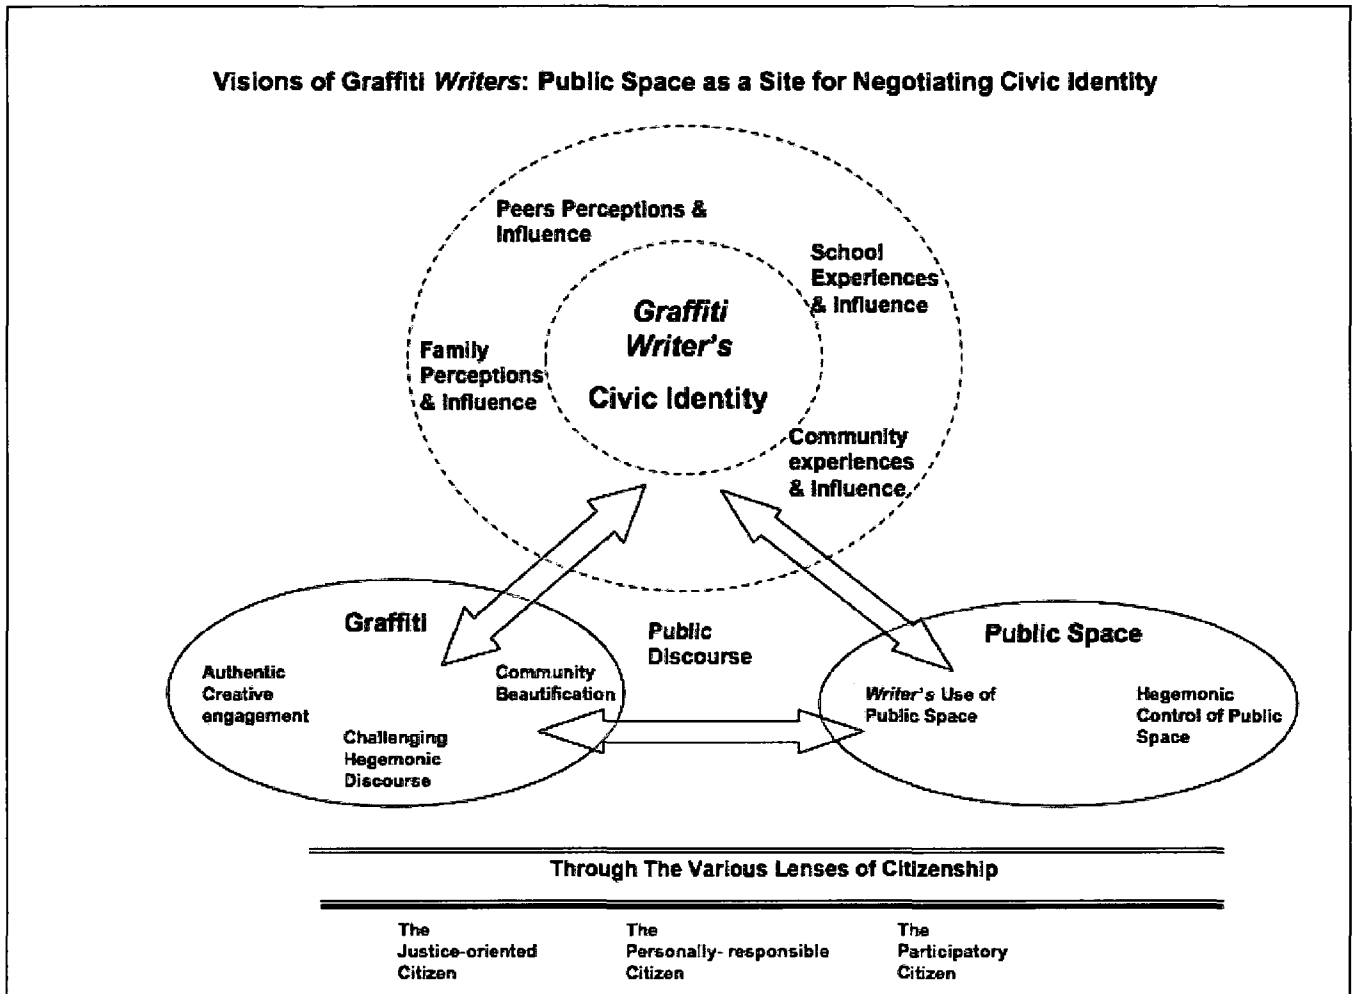 Visions of Graffiti Writers: Public Space as a Site for Negotiating Civic Identity
Peers Perceptions &
Influence
School
Experiences
& Influence
Graffiti
Writer's
Civic Identity
Family
Perceptions
& Influence
Community
experiences
& Influence
Graffiti
Authentic
Creative
engagement
Community
Beautification
Challenging
Hegemonic
Discourse
Public
Discourse
Public Space
Writer's Use of
Public Space
Hegemonic
Control of Public
Space
Through The Various Lenses of Citizenship
The
Justice-oriented
Citizen
The
Personally- responsible
Citizen
The
Participatory
Citizen